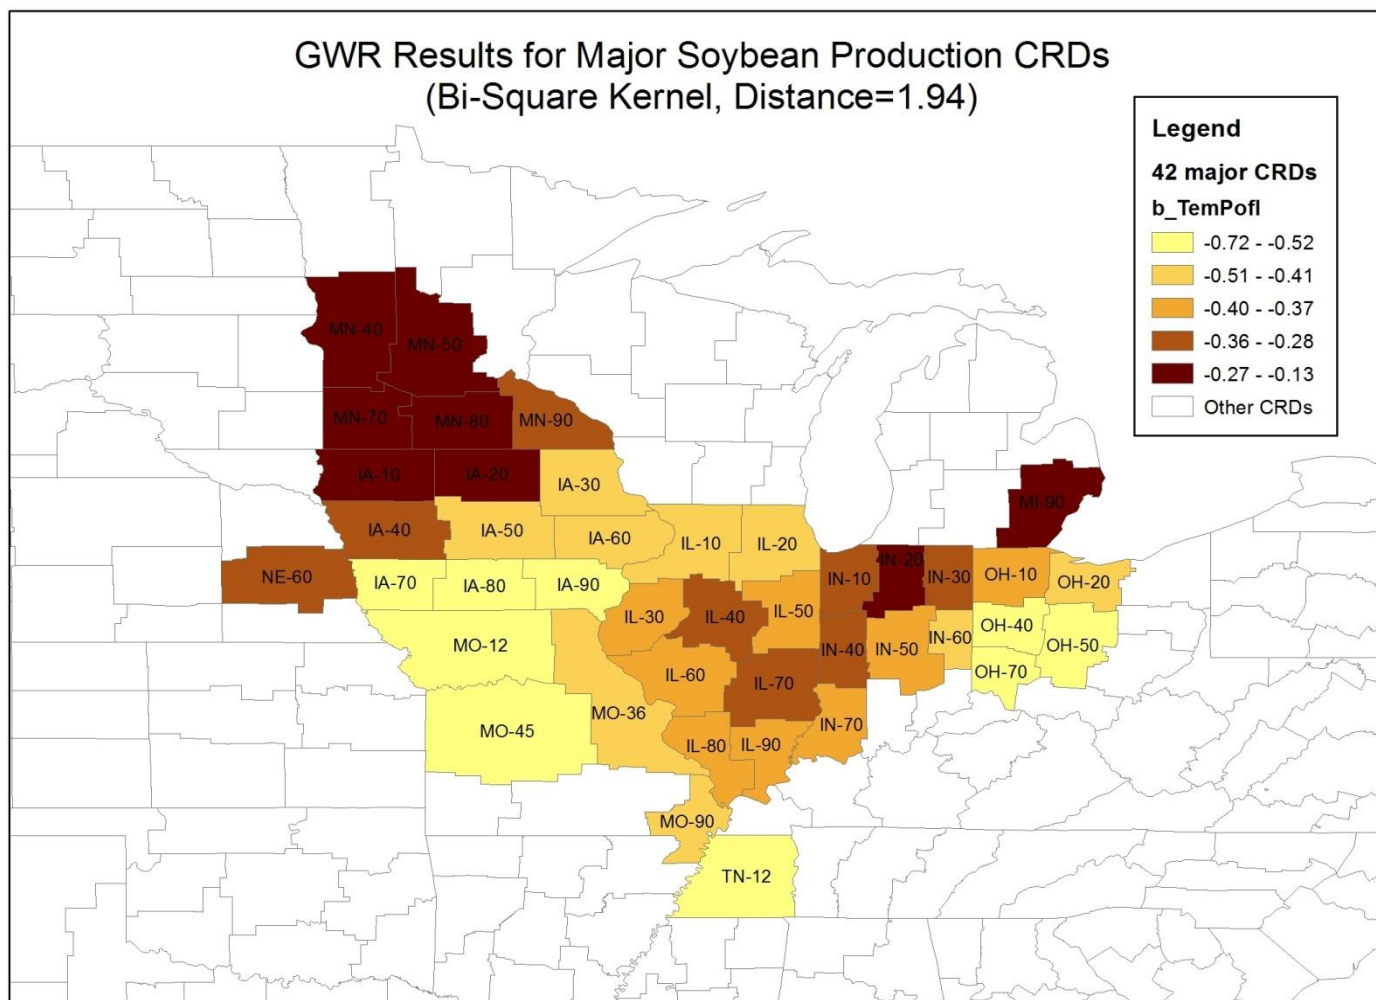 GWR Results for Major Soybean Production CRDs
(Bi-Square Kernel, Distance=1.94)
Legend
42 major CRDs
b_TemPofl
-0.72 - -0.52
-0.51 - -0.41
-0.40 - -0.37
-0.36 - -0.28
-0.27 - -0.13
Other CRDs
MN-40
MN-50
MN-70
MN-80
MN-90
IA-10
IA-20
IA-30
MI-90
IA-40
IA-50
IA-60
IL-10
IL-20
IN-20
NE-60
IA-70
IA-80
IA-90
IN-10
IN-30
OH-10
OH-20
IL-30
IL-40
IL-50
MO-12
IN-40
IN-50
IN-60
OH-40
OH-50
IL-60
IL-70
OH-70
MO-45
MO-36
IL-80
IL-90
IN-70
MO-90
TN-12